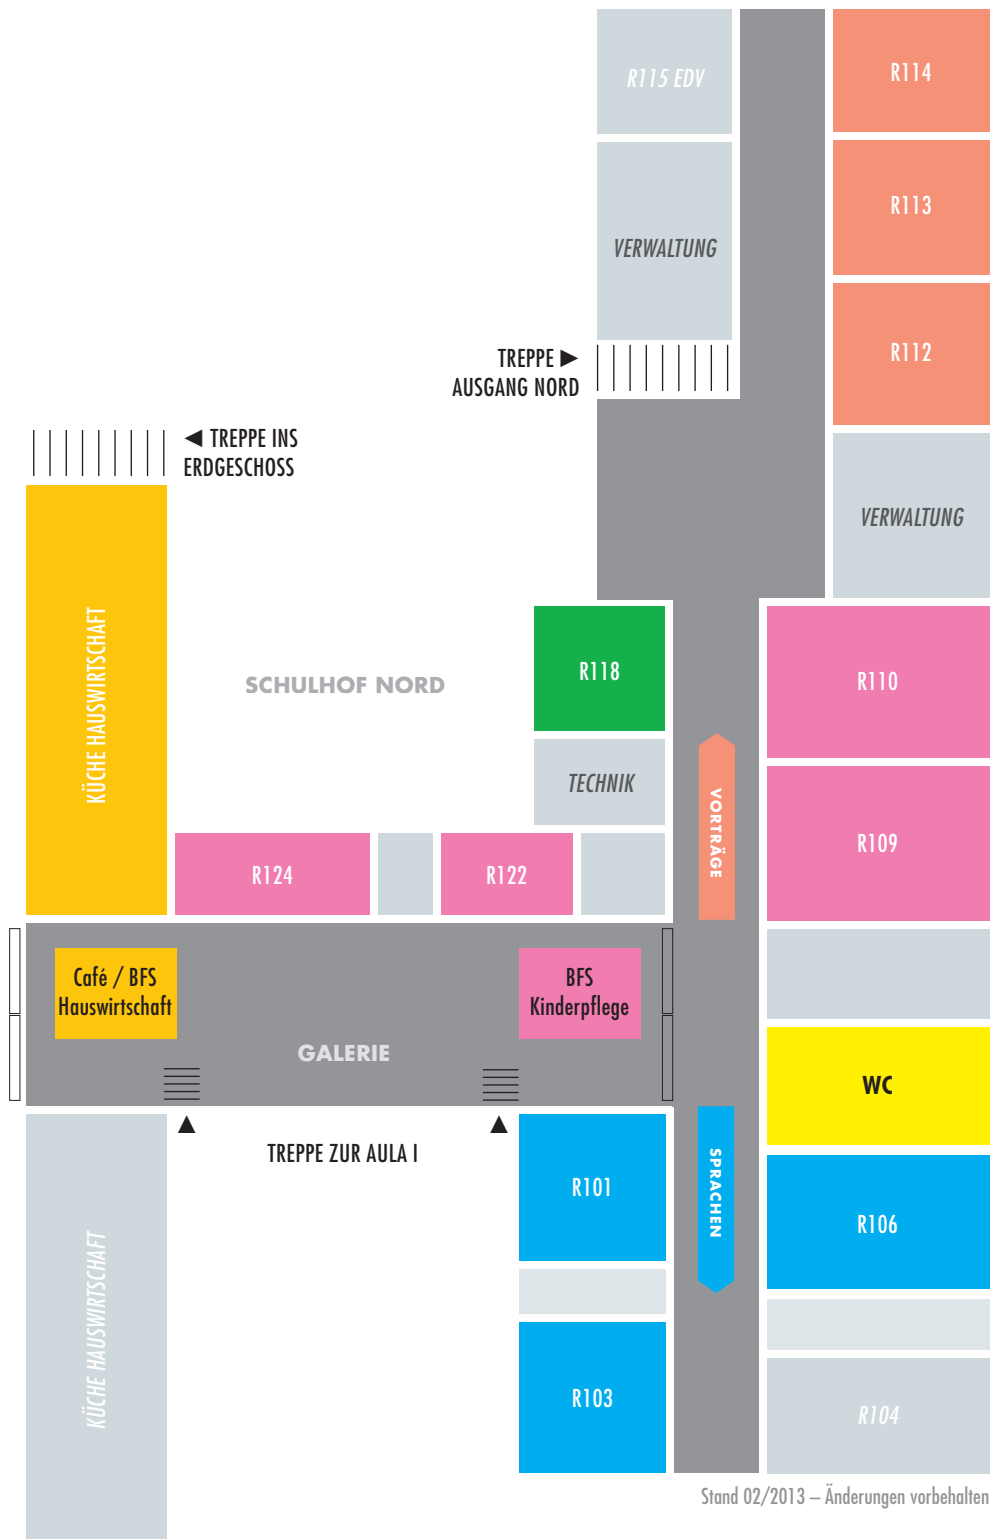 R115 EDV
R114
R113
VERWALTUNG
R112
TREPPE ►
AUSGANG NORD
◄ TREPPE INS
ERDGESCHOSS
VERWALTUNG
KÜCHE HAUSWIRTSCHAFT
SCHULHOF NORD
R118
R110
TECHNIK
VORTRÄGE
R109
R124
R122
Café / BFS
Hauswirtschaft
BFS
Kinderpflege
GALERIE
WC
▲
▲
TREPPE ZUR AULA I
R101
SPRACHEN
R106
KÜCHE HAUSWIRTSCHAFT
R103
R104
Stand 02/2013 – Änderungen vorbehalten